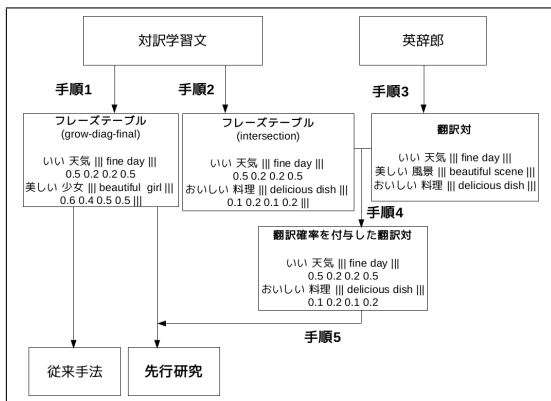 対訳学習文
英辞郎
手順1
手順2
手順3
フレーズテーブル
(grow-diag-final)
いい 天気 ||| fine day |||
0.5 0.2 0.2 0.5
美しい 少女 ||| beautiful girl |||
0.6 0.4 0.5 0.5 |||
フレーズテーブル
(intersection)
いい 天気 ||| fine day |||
0.5 0.2 0.2 0.5
おいしい 料理 ||| delicious dish |||
0.1 0.2 0.1 0.2 |||
翻訳対
いい 天気 ||| fine day |||
美しい 風景 ||| beautiful scene |||
おいしい 料理 ||| delicious dish |||
手順4
翻訳確率を付与した翻訳対
いい 天気 ||| fine day |||
0.5 0.2 0.2 0.5
おいしい 料理 ||| delicious dish |||
0.1 0.2 0.1 0.2
手順5
従来手法
先行研究